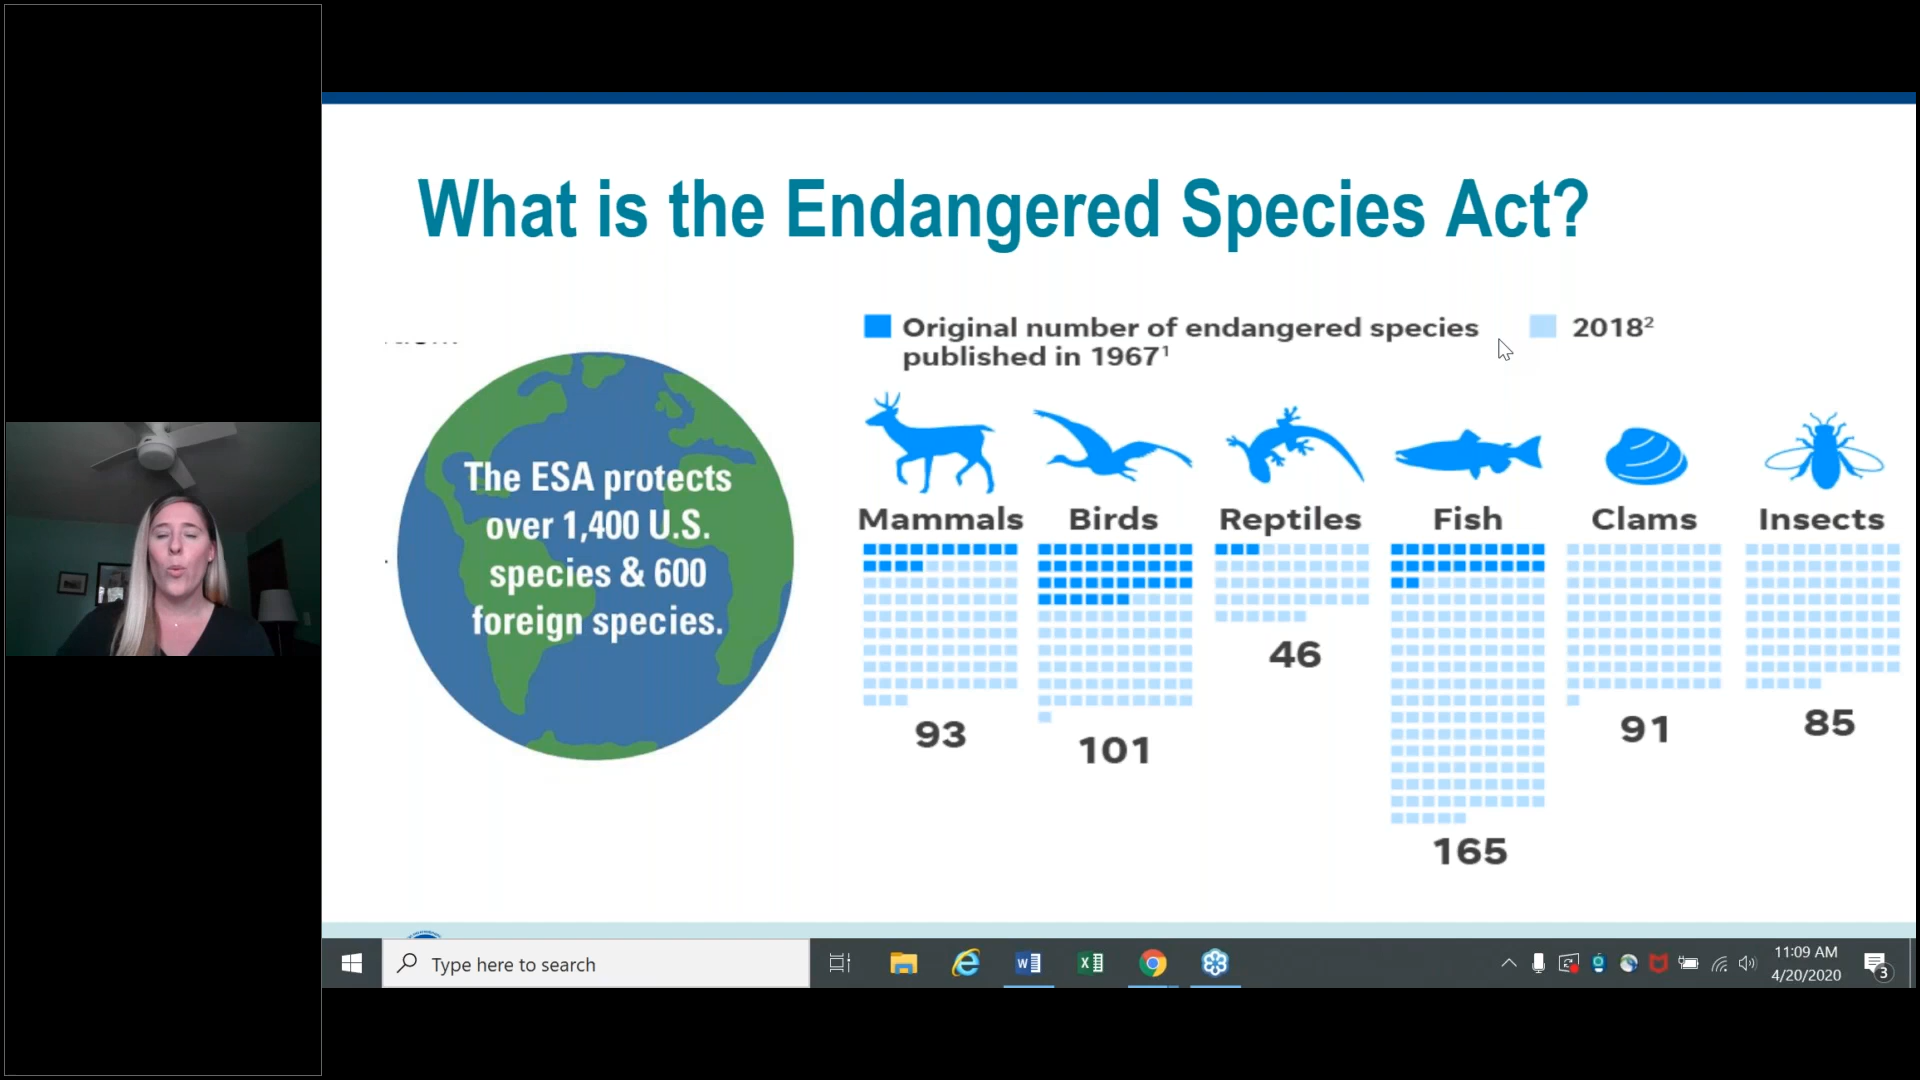 What is the Endangered Species Act?
Original number of endangered species
published in 1967¹
2018²
The ESA protects
over 1,400 U.S.
species & 600
foreign species.
Mammals
Birds
Reptiles
Fish
Clams
Insects
93
101
46
165
91
85
Type here to search
11:09 AM
4/20/2020
3